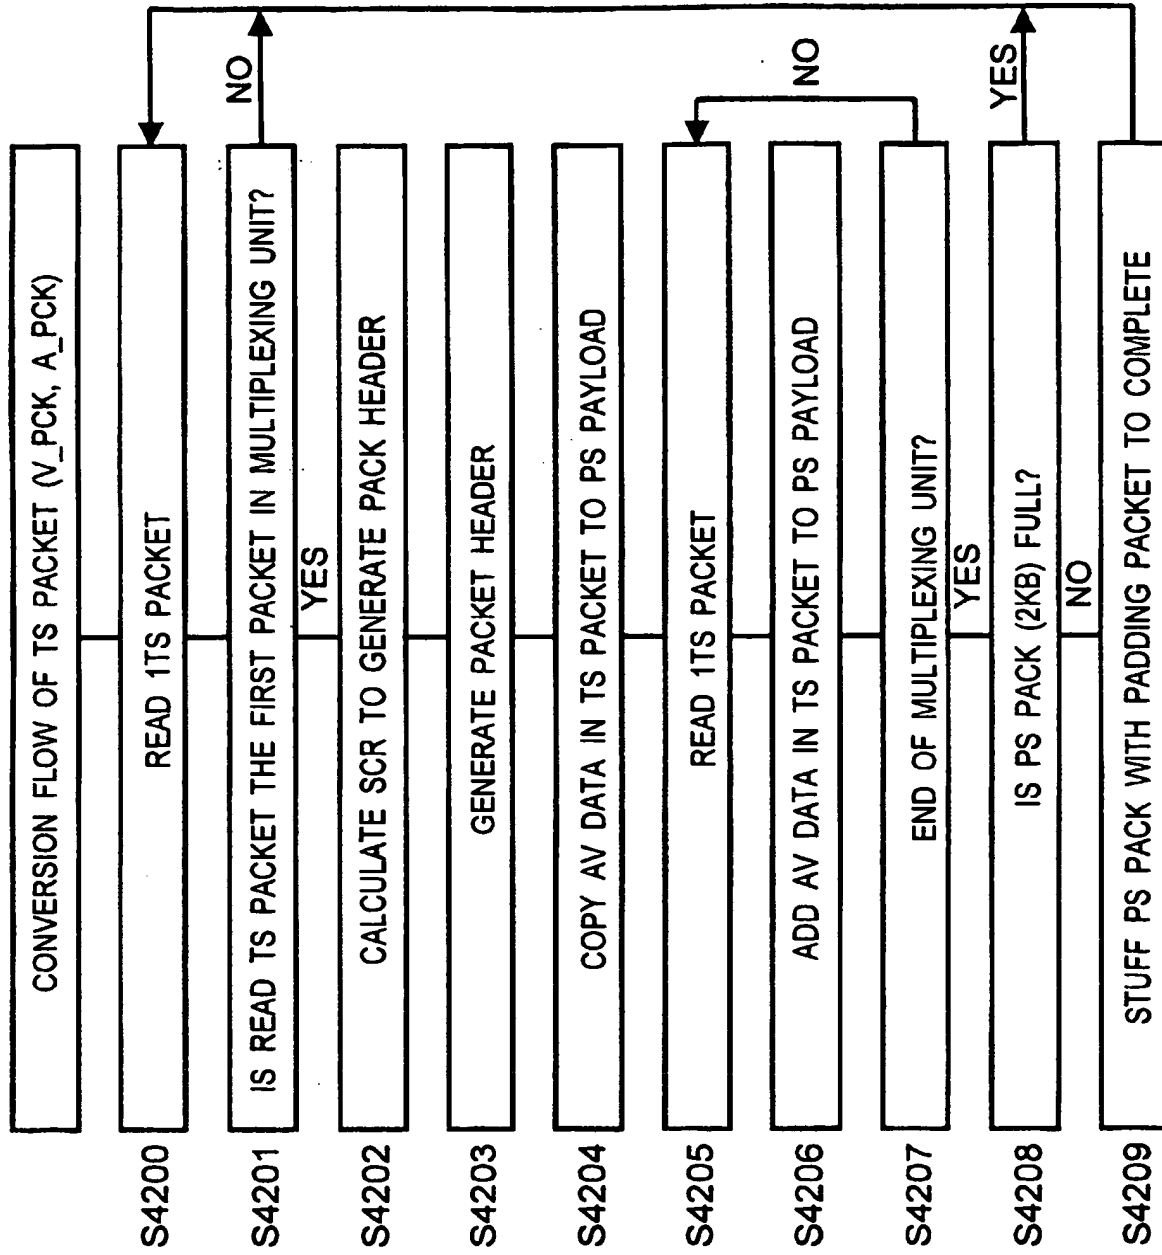 CONVERSION FLOW OF TS PACKET (V_PCK, A_PCK)
S4200
READ 1TS PACKET
S4201
IS READ TS PACKET THE FIRST PACKET IN MULTIPLEXING UNIT?
NO
YES
S4202
CALCULATE SCR TO GENERATE PACK HEADER
S4203
GENERATE PACKET HEADER
S4204
COPY AV DATA IN TS PACKET TO PS PAYLOAD
S4205
READ 1TS PACKET
S4206
ADD AV DATA IN TS PACKET TO PS PAYLOAD
NO
S4207
END OF MULTIPLEXING UNIT?
YES
S4208
IS PS PACK (2KB) FULL?
YES
NO
S4209
STUFF PS PACK WITH PADDING PACKET TO COMPLETE